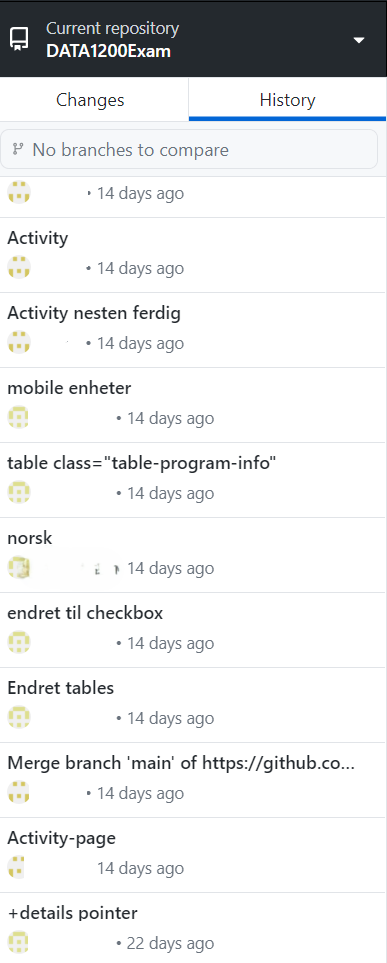 Current repository
DATA1200Exam
Changes
History
No branches to compare
• 14 days ago
Activity
• 14 days ago
Activity nesten ferdig
• 14 days ago
mobile enheter
• 14 days ago
table class="table-program-info"
• 14 days ago
norsk
14 days ago
endret til checkbox
• 14 days ago
Endret tables
• 14 days ago
Merge branch 'main' of https://github.co...
• 14 days ago
Activity-page
14 days ago
+details pointer
• 22 days ago